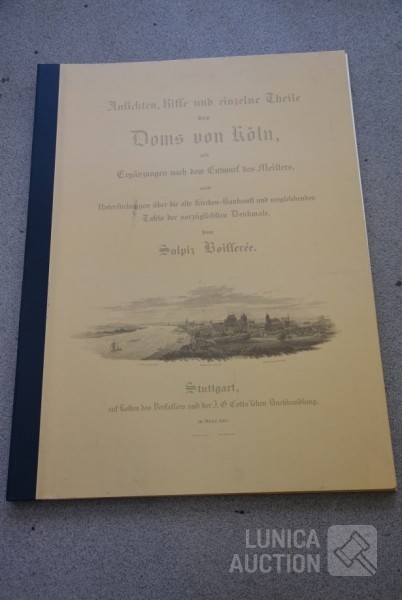 Ansichten, Risse und einzelne Theile
des
Doms von Köln,
mit
Ergänzungen nach dem Entwurf des Meisters,
nebst
Untersuchungen über die alte Kirchen-Baukunst und vergleichenden
Tafeln der vorzüglichsten Denkmale.
Von
Sulpiz Boisserée.
Stuttgart,
auf Kosten des Verfassers und der J. G. Cotta'schen Buchhandlung.
LUNICA
AUCTION